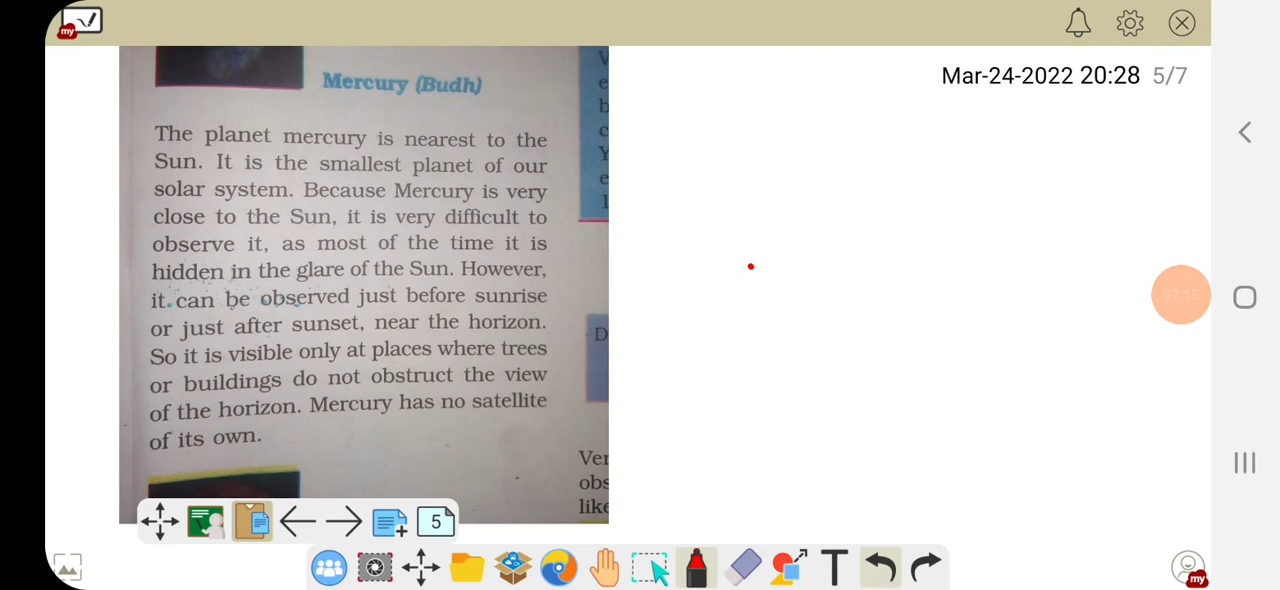 my
Mar-24-2022 20:28 5/7
Mercury (Budh)
The planet mercury is nearest to the
Sun. It is the smallest planet of our
solar system. Because Mercury is very
close to the Sun, it is very difficult to
observe it, as most of the time it is
hidden in the glare of the Sun. However,
it can be observed just before sunrise
or just after sunset, near the horizon.
So it is visible only at places where trees
or buildings do not obstruct the view
of the horizon. Mercury has no satellite
of its own.
V
e
b
c
Y
e
l
D
Ver
obs
like
07:15
5
T
my